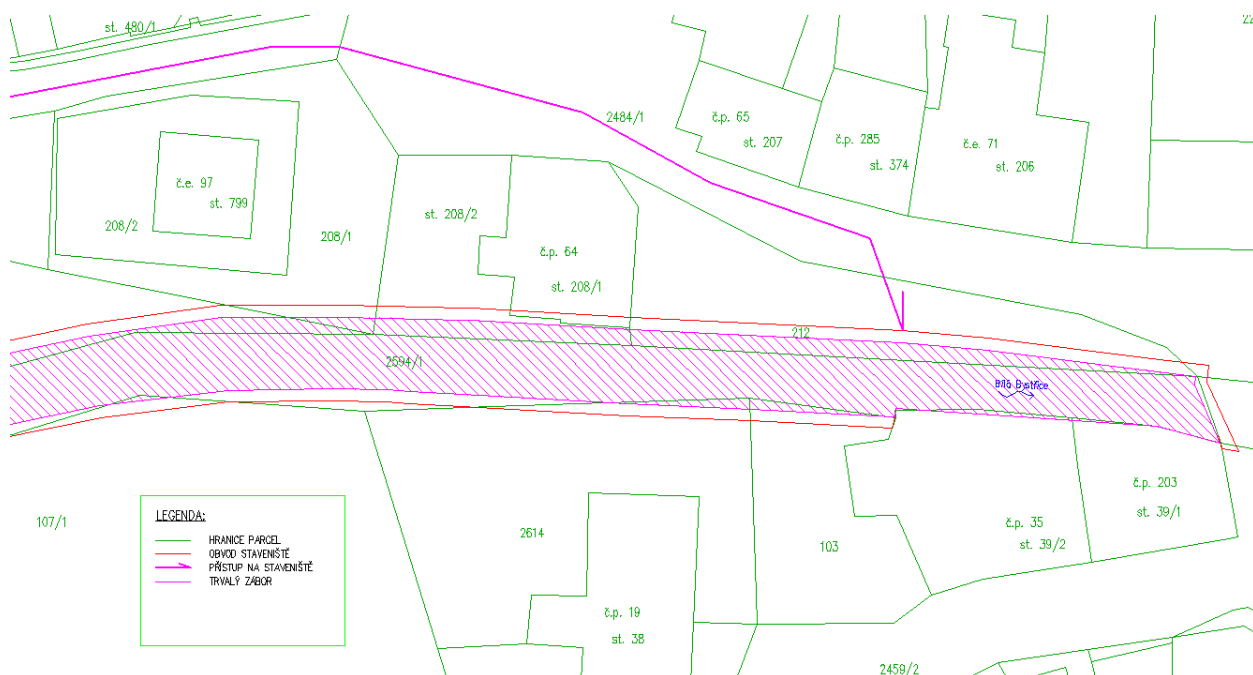 st. 480/1
2484/1
č.p. 65
st. 207
č.p. 285
st. 374
č.e. 71
st. 206
č.e. 97
st. 799
208/2
208/1
st. 208/2
č.p. 64
st. 208/1
212
2594/1
Bílá Bystřice
107/1
LEGENDA:
HRANICE PARCEL
OBVOD STAVENIŠTĚ
PŘÍSTUP NA STAVENIŠTĚ
TRVALÝ ZÁBOR
2614
103
č.p. 35
st. 39/2
č.p. 203
st. 39/1
č.p. 19
st. 38
2459/2